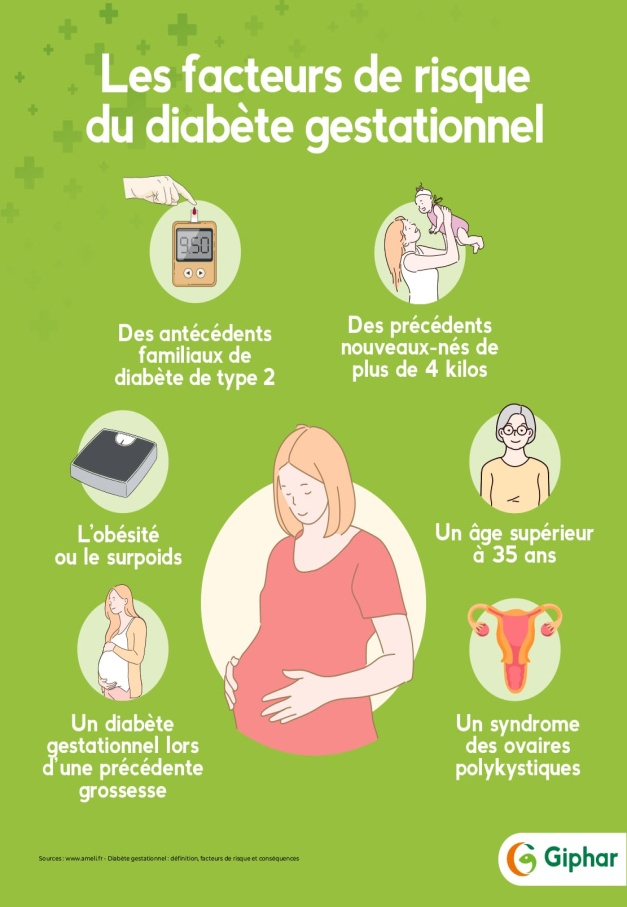 Les facteurs de risque
du diabète gestationnel
9.50
Des antécédents
familiaux de
diabète de type 2
Des précédents
nouveaux-nés de
plus de 4 kilos
L'obésité
ou le surpoids
Un âge supérieur
à 35 ans
Un diabète
gestationnel lors
d'une précédente
grossesse
Un syndrome
des ovaires
polykystiques
Sources : www.ameli.fr - Diabète gestationnel : définition, facteurs de risque et conséquences
Giphar